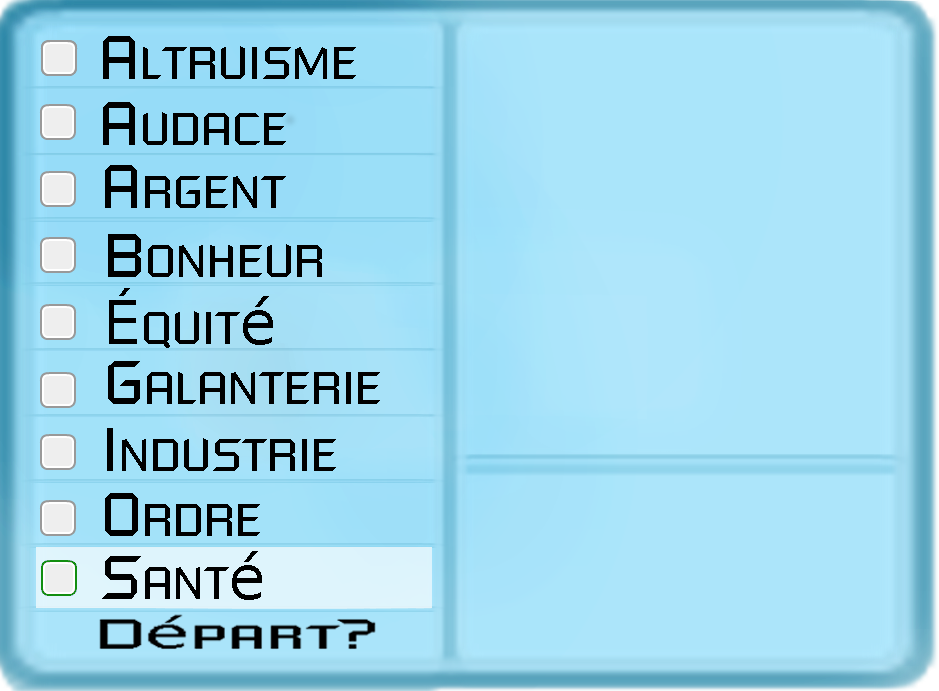 Altruisme
Audace
Argent
Bonheur
Équité
Galanterie
Industrie
Ordre
Santé
Départ?